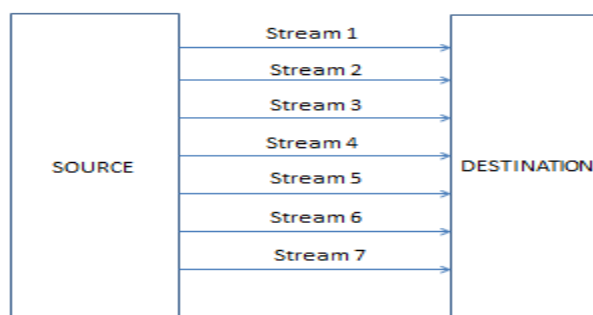 Stream 1
Stream 2
Stream 3
Stream 4
SOURCE
DESTINATION
Stream 5
Stream 6
Stream 7